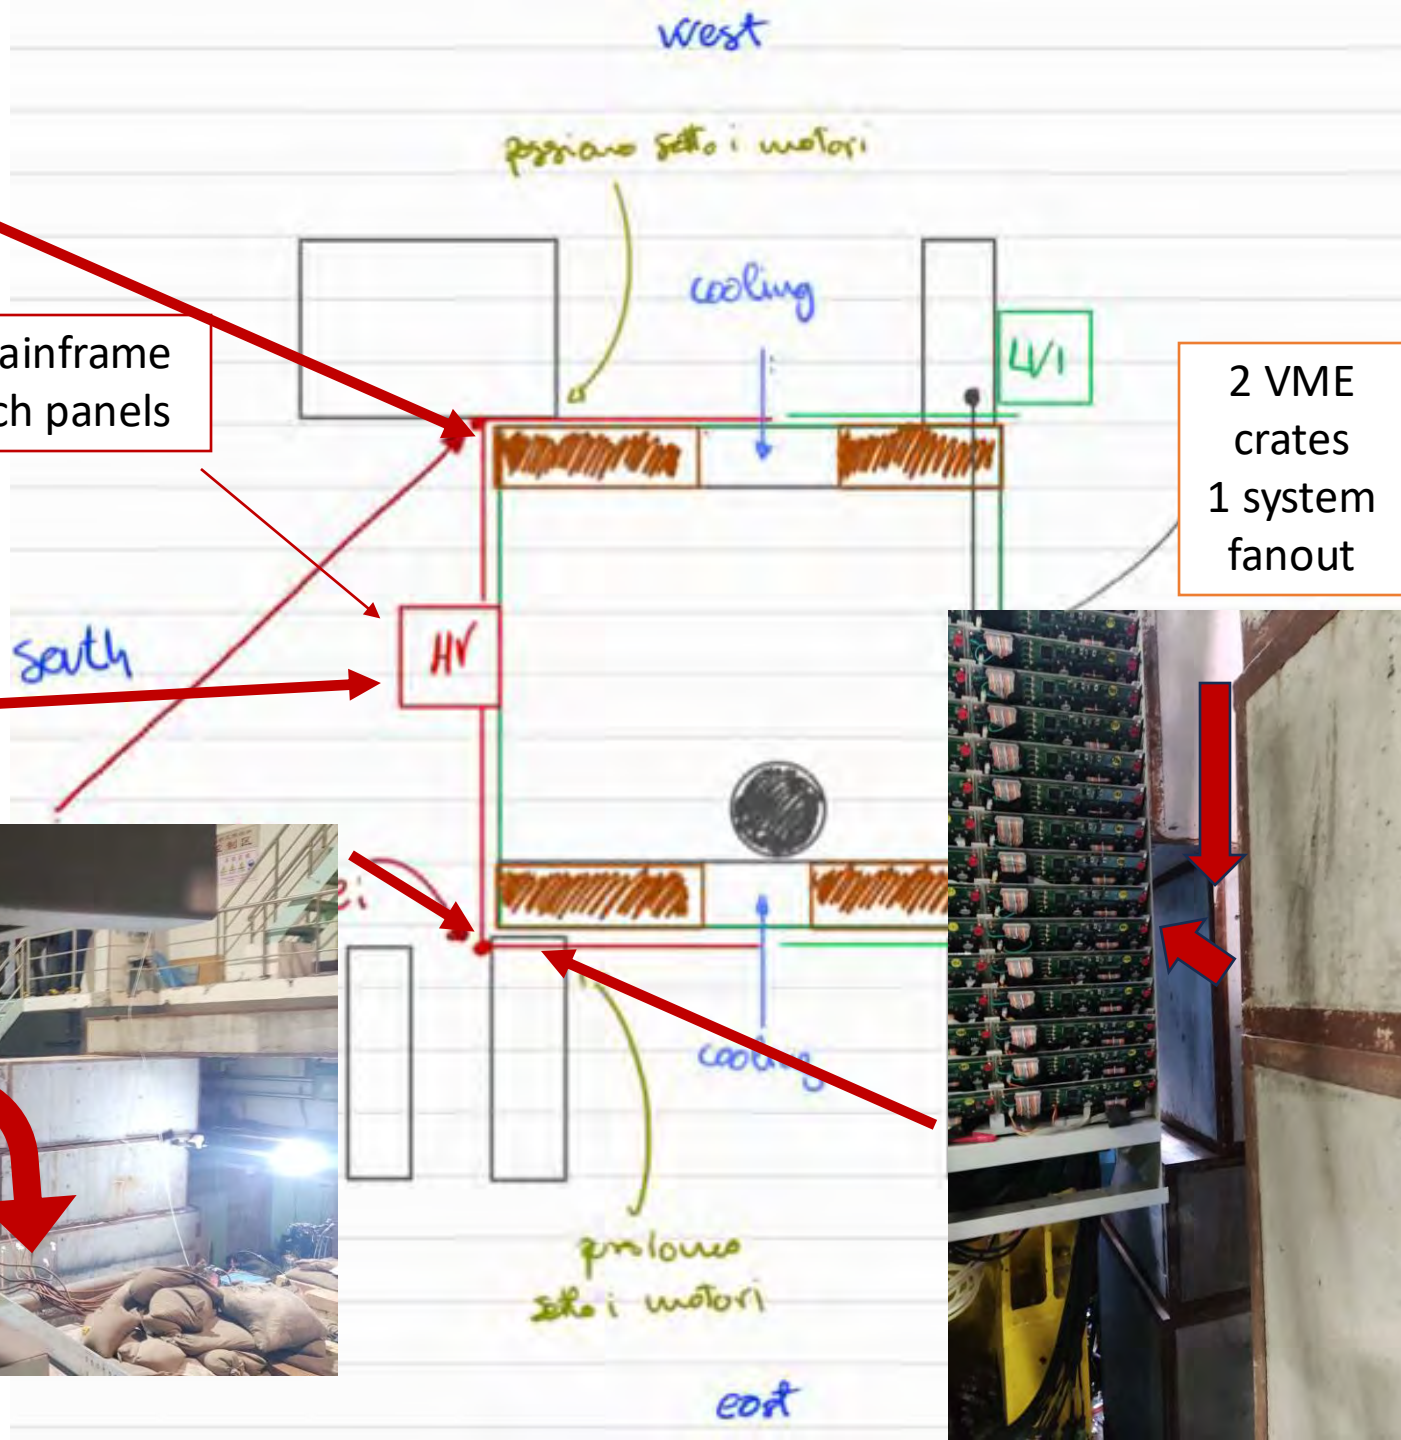 west
passiamo sotto i motori
cooling
ainframe
ch panels
LV1
2 VME
crates
1 system
fanout
south
HV
cooling
sotto i motori
east